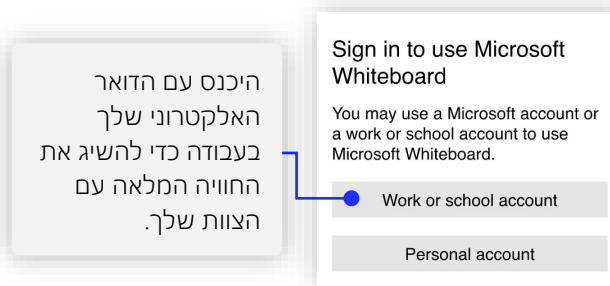 היכנס עם הדואר
האלקטרוני שלך
בעבודה כדי להשיג את
החוויה המלאה עם
הצוות שלך.
Sign in to use Microsoft
Whiteboard
You may use a Microsoft account or
a work or school account to use
Microsoft Whiteboard.
Work or school account
Personal account